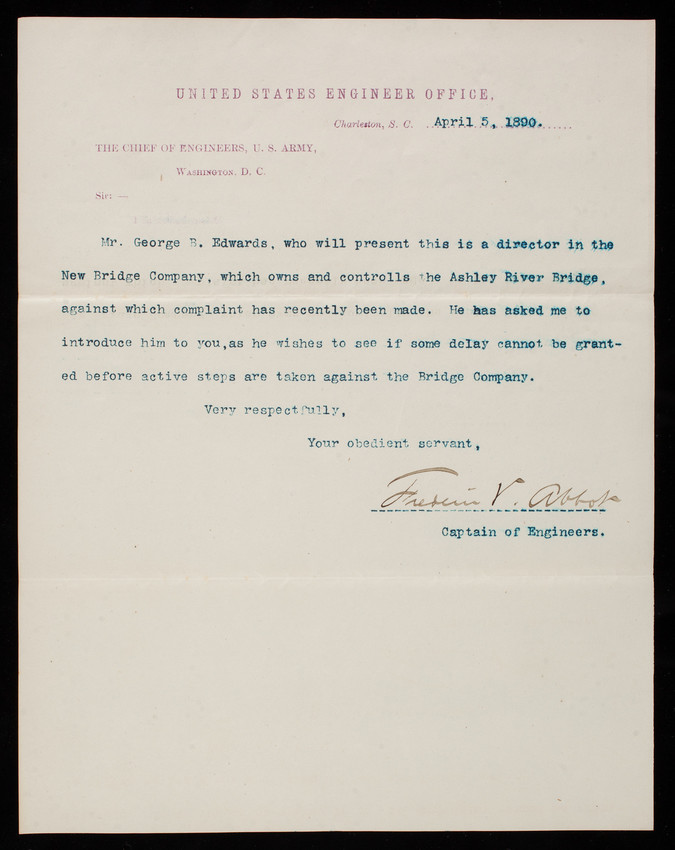 UNITED STATES ENGINEER OFFICE,
Charleston, S. C. April 5, 1890.
THE CHIEF OF ENGINEERS, U. S. ARMY,
WASHINGTON, D. C.
Sir: —
Mr. George B. Edwards, who will present this is a director in the
New Bridge Company, which owns and controlls the Ashley River Bridge,
against which complaint has recently been made. He has asked me to
introduce him to you,as he wishes to see if some delay cannot be grant-
ed before active steps are taken against the Bridge Company.
Very respectfully,
Your obedient servant,
Frederic V. Abbot
Captain of Engineers.